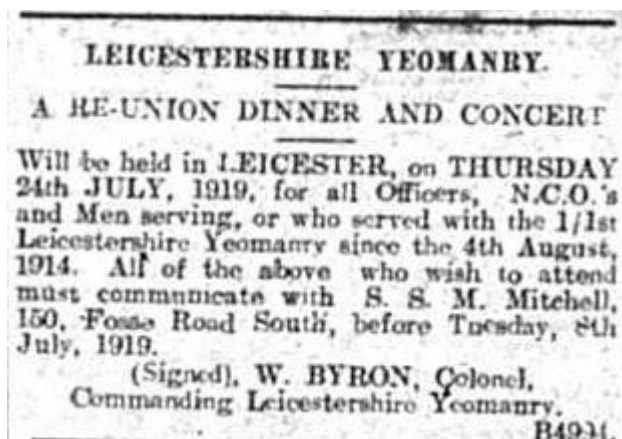 LEICESTERSHIRE YEOMANRY.
A RE-UNION DINNER AND CONCERT
Will be held in LEICESTER, on THURSDAY
24th JULY, 1919, for all Officers, N.C.O.'s
and Men serving, or who served with the 1/1st
Leicestershire Yeomanry since the 4th August,
1914. All of the above who wish to attend
must communicate with S. S. M. Mitchell,
150, Fosse Road South, before Tuesday, 8th
July, 1919.
(Signed), W. BYRON, Colonel,
Commanding Leicestershire Yeomanry.